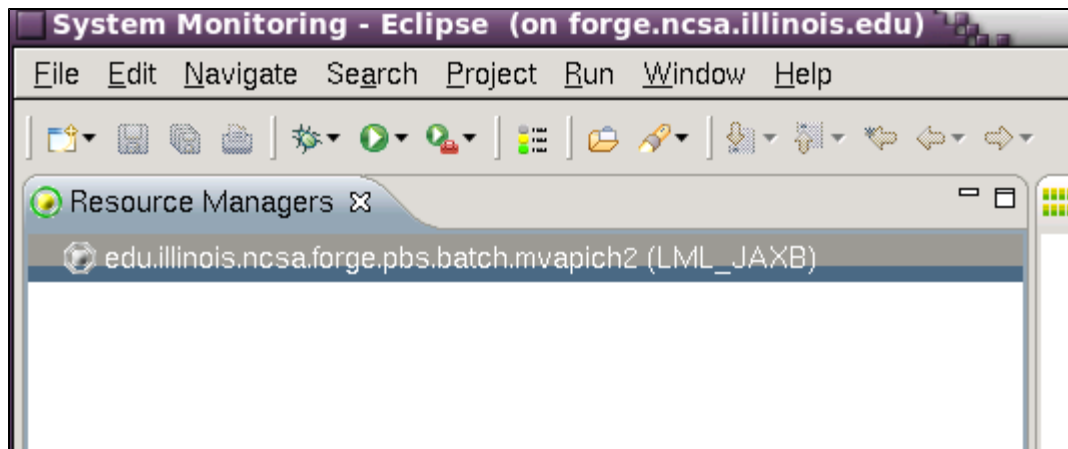 System Monitoring - Eclipse (on forge.ncsa.illinois.edu)
File Edit Navigate Search Project Run Window Help
Resource Managers
edu.illinois.ncsa.forge.pbs.batch.mvapich2 (LML_JAXB)